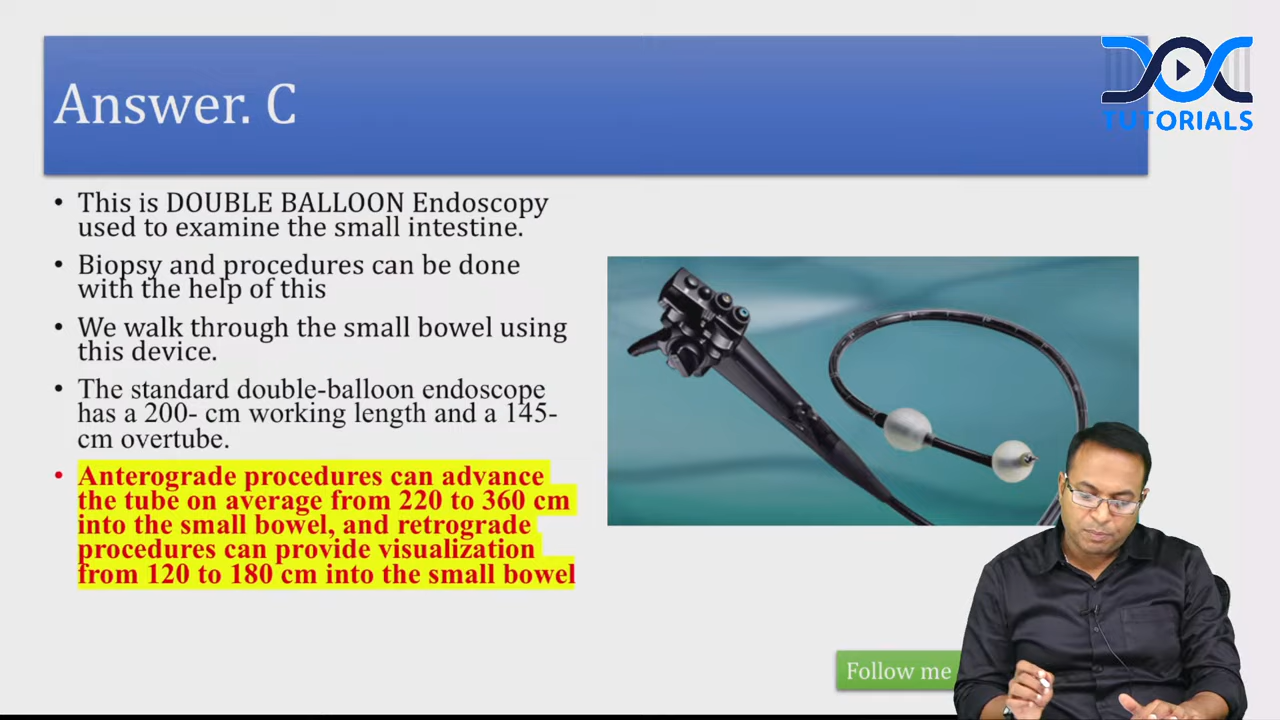 Answer. C
TUTORIALS
• This is DOUBLE BALLOON Endoscopy
used to examine the small intestine.
• Biopsy and procedures can be done
with the help of this
• We walk through the small bowel using
this device.
• The standard double-balloon endoscope
has a 200- cm working length and a 145-
cm overtube.
• Anterograde procedures can advance
the tube on average from 220 to 360 cm
into the small bowel, and retrograde
procedures can provide visualization
from 120 to 180 cm into the small bowel
Follow me